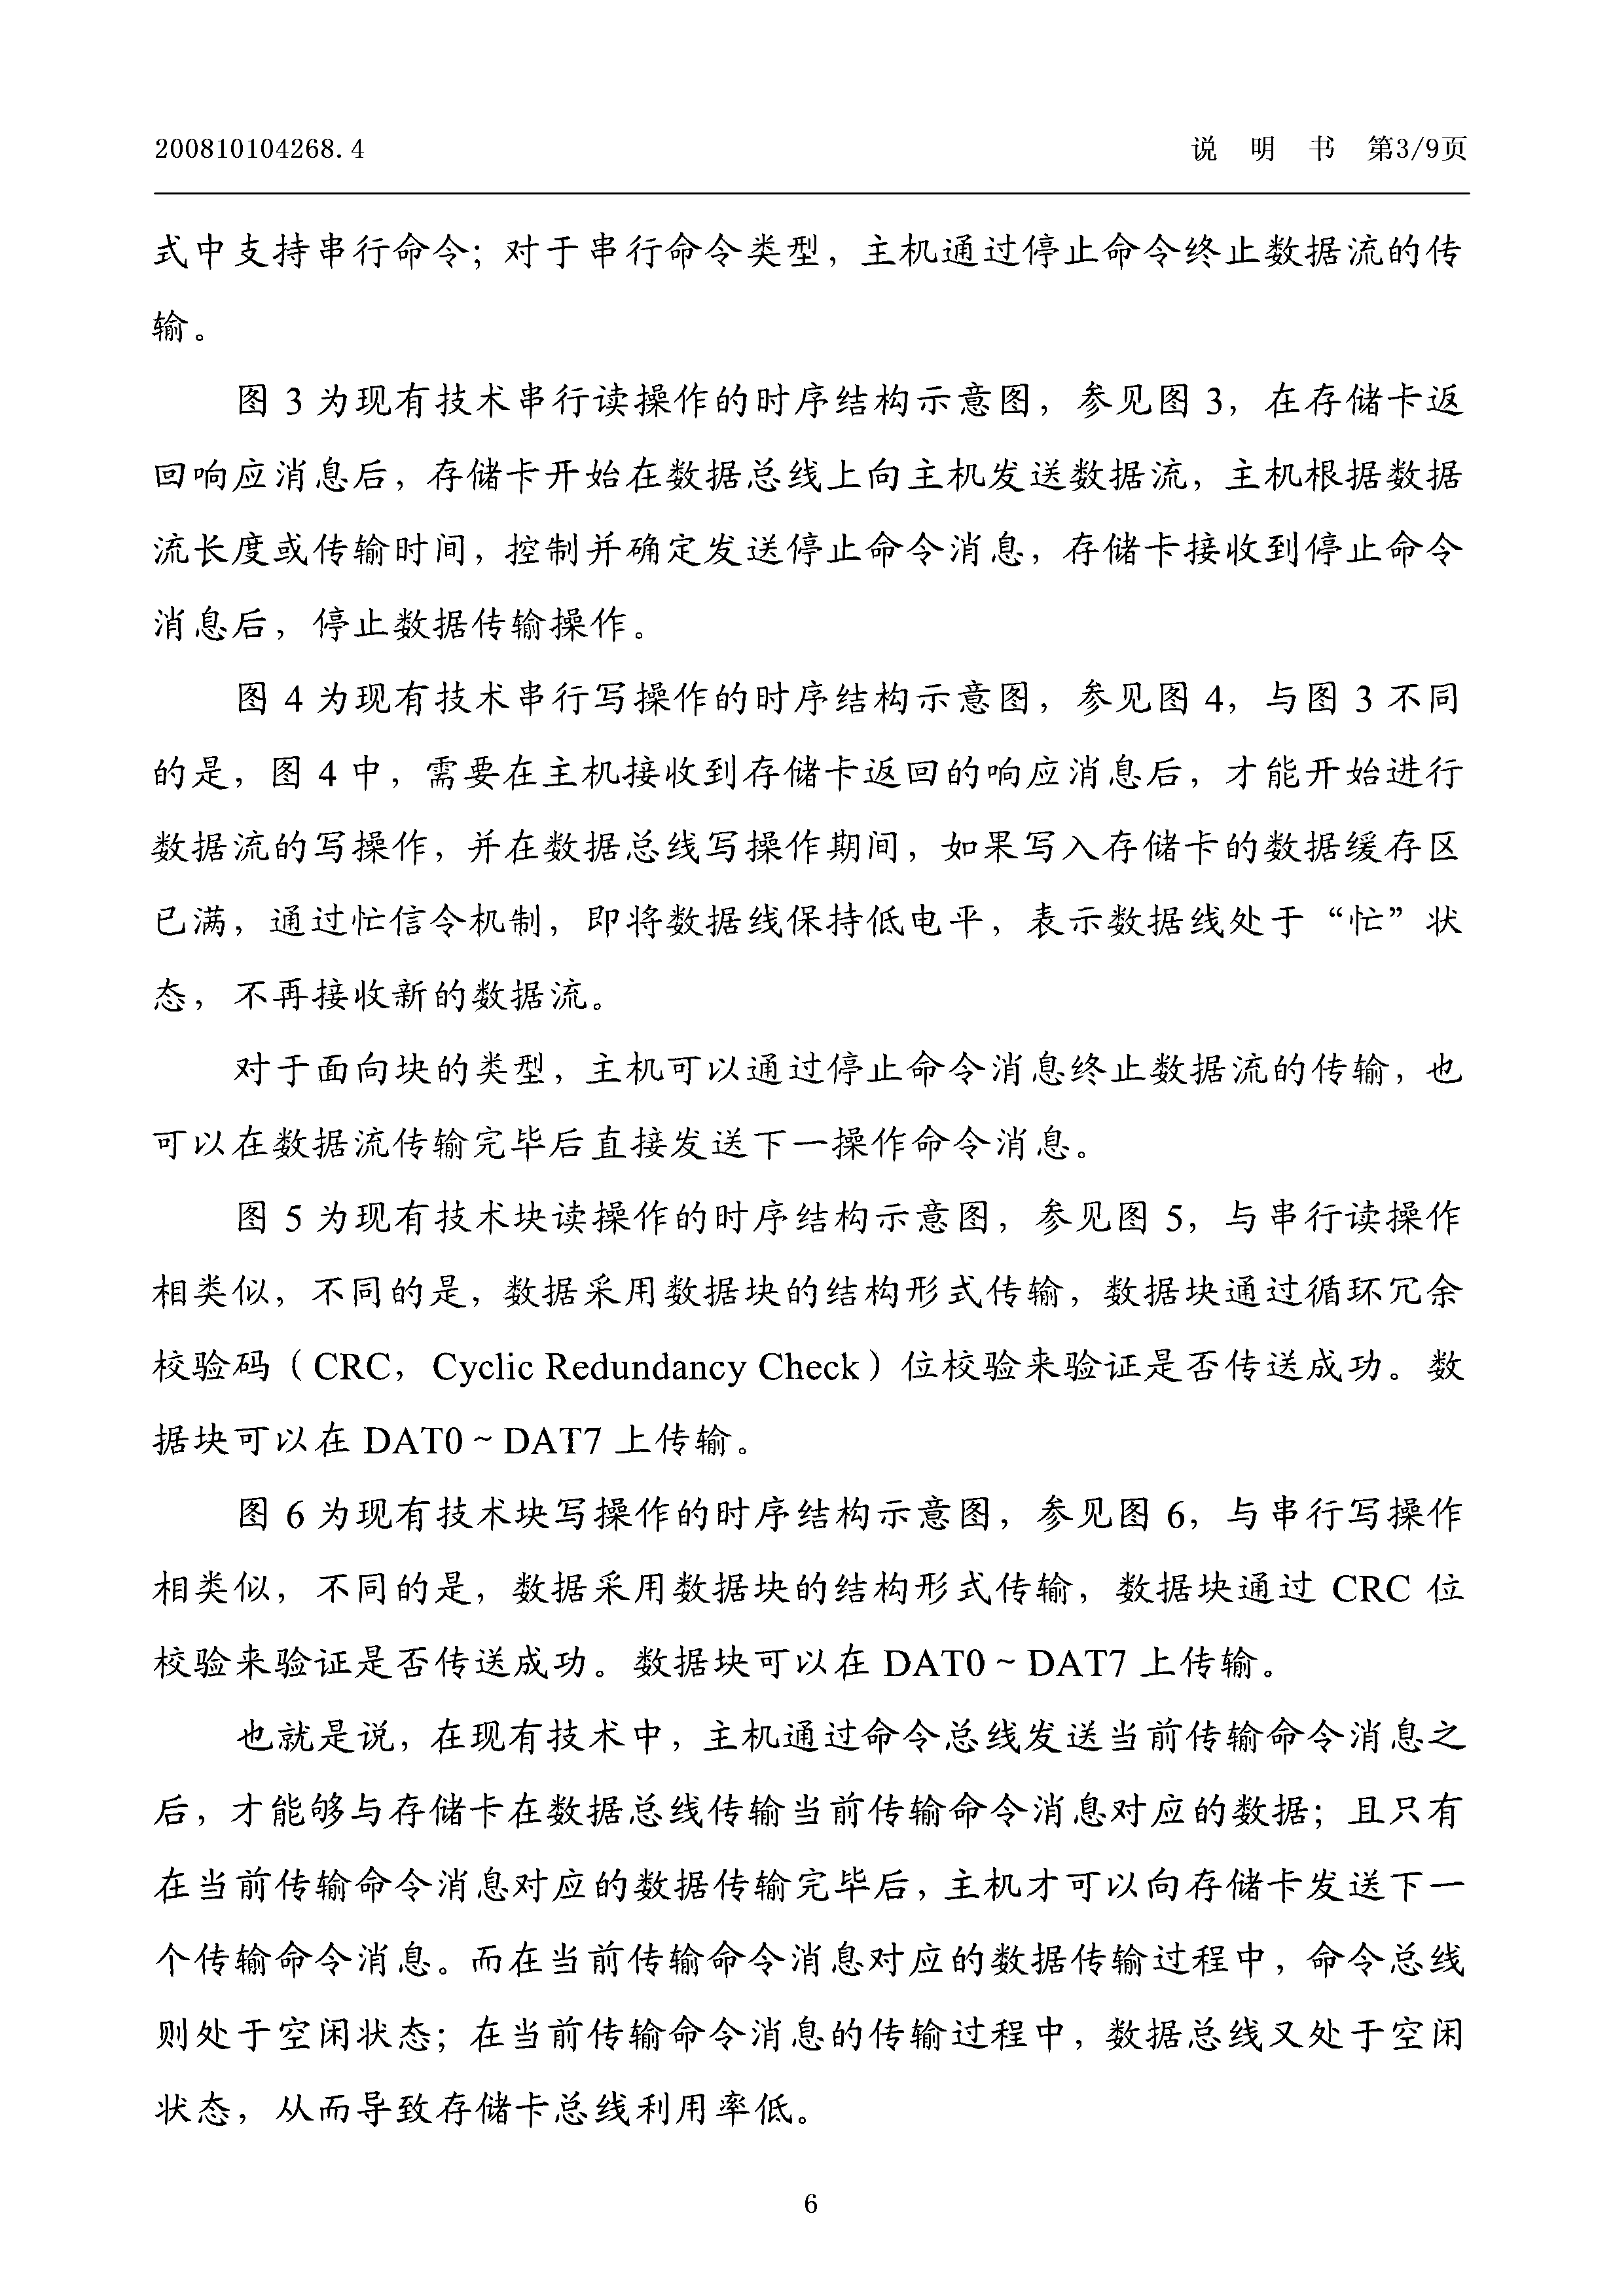 200810104268.4 说 明 书 第3/9页
式中支持串行命令；对于串行命令类型，主机通过停止命令终止数据流的传
输。
图 3 为现有技术串行读操作的时序结构示意图，参见图 3，在存储卡返
回响应消息后，存储卡开始在数据总线上向主机发送数据流，主机根据数据
流长度或传输时间，控制并确定发送停止命令消息，存储卡接收到停止命令
消息后，停止数据传输操作。
图 4 为现有技术串行写操作的时序结构示意图，参见图 4，与图 3 不同
的是，图 4 中，需要在主机接收到存储卡返回的响应消息后，才能开始进行
数据流的写操作，并在数据总线写操作期间，如果写入存储卡的数据缓存区
已满，通过忙信令机制，即将数据线保持低电平，表示数据线处于“忙”状
态，不再接收新的数据流。
对于面向块的类型，主机可以通过停止命令消息终止数据流的传输，也
可以在数据流传输完毕后直接发送下一操作命令消息。
图 5 为现有技术块读操作的时序结构示意图，参见图 5，与串行读操作
相类似，不同的是，数据采用数据块的结构形式传输，数据块通过循环冗余
校验码（CRC，Cyclic Redundancy Check）位校验来验证是否传送成功。数
据块可以在 DAT0～DAT7 上传输。
图 6 为现有技术块写操作的时序结构示意图，参见图 6，与串行写操作
相类似，不同的是，数据采用数据块的结构形式传输，数据块通过 CRC 位
校验来验证是否传送成功。数据块可以在 DAT0～DAT7 上传输。
也就是说，在现有技术中，主机通过命令总线发送当前传输命令消息之
后，才能够与存储卡在数据总线传输当前传输命令消息对应的数据；且只有
在当前传输命令消息对应的数据传输完毕后，主机才可以向存储卡发送下一
个传输命令消息。而在当前传输命令消息对应的数据传输过程中，命令总线
则处于空闲状态；在当前传输命令消息的传输过程中，数据总线又处于空闲
状态，从而导致存储卡总线利用率低。
6